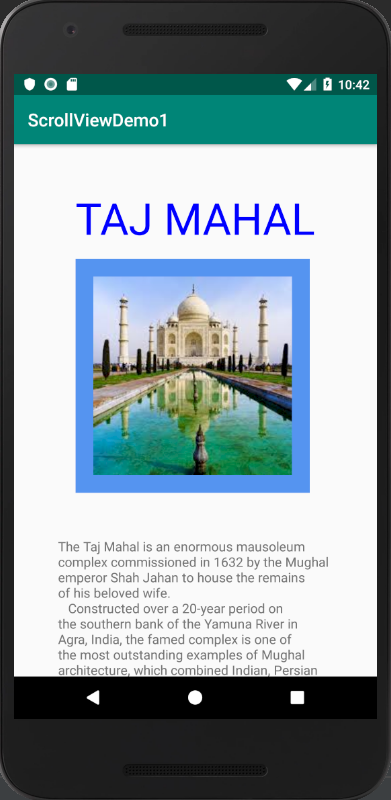 10:42
ScrollViewDemo1
TAJ MAHAL
The Taj Mahal is an enormous mausoleum
complex commissioned in 1632 by the Mughal
emperor Shah Jahan to house the remains
of his beloved wife.
Constructed over a 20-year period on
the southern bank of the Yamuna River in
Agra, India, the famed complex is one of
the most outstanding examples of Mughal
architecture, which combined Indian, Persian